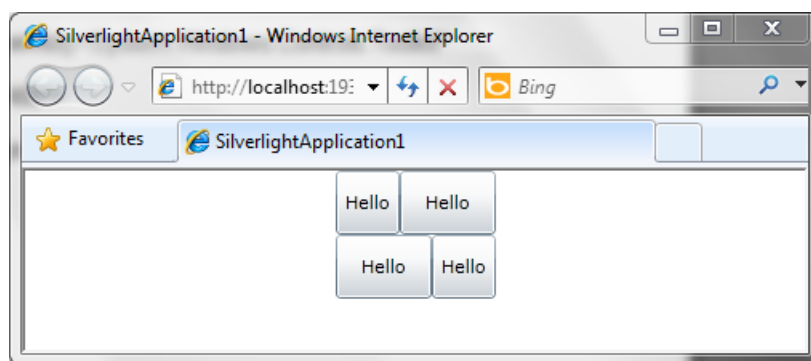 SilverlightApplication1 - Windows Internet Explorer
http://localhost:193 Bing
Favorites SilverlightApplication1
Hello Hello
Hello Hello